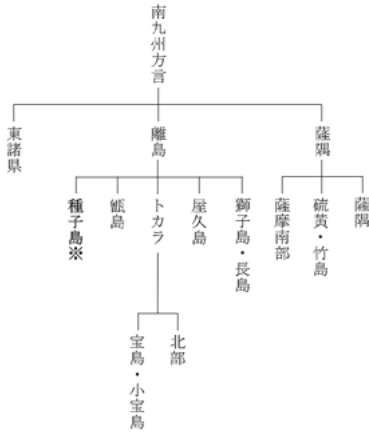 南九州方言
薩隅
離島
東諸県
薩隅
硫黄・竹島
薩摩南部
獅子島・長島
屋久島
トカラ
甑島
種子島※
北部
宝島・小宝島